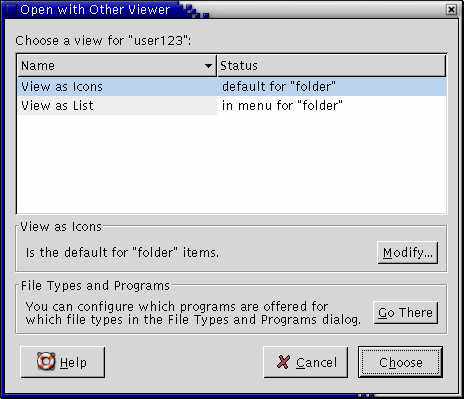 Open with Other Viewer
Choose a view for "user123":
Name Status
View as Icons default for "folder"
View as List in menu for "folder"
View as Icons
Is the default for "folder" items.
Modify...
File Types and Programs
You can configure which programs are offered for
which file types in the File Types and Programs dialog.
Go There
Help Cancel Choose